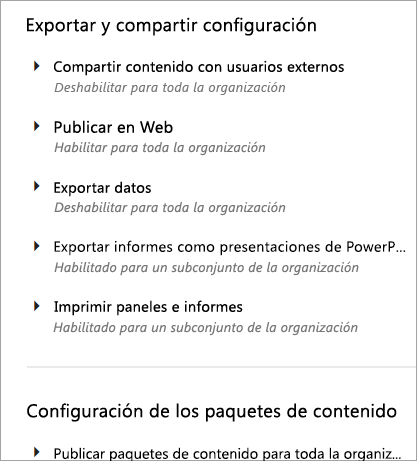 Exportar y compartir configuración
Compartir contenido con usuarios externos
Deshabilitar para toda la organización
Publicar en Web
Habilitar para toda la organización
Exportar datos
Deshabilitar para toda la organización
Exportar informes como presentaciones de PowerP...
Habilitado para un subconjunto de la organización
Imprimir paneles e informes
Habilitado para un subconjunto de la organización
Configuración de los paquetes de contenido
Publicar paquetes de contenido para toda la organiz...